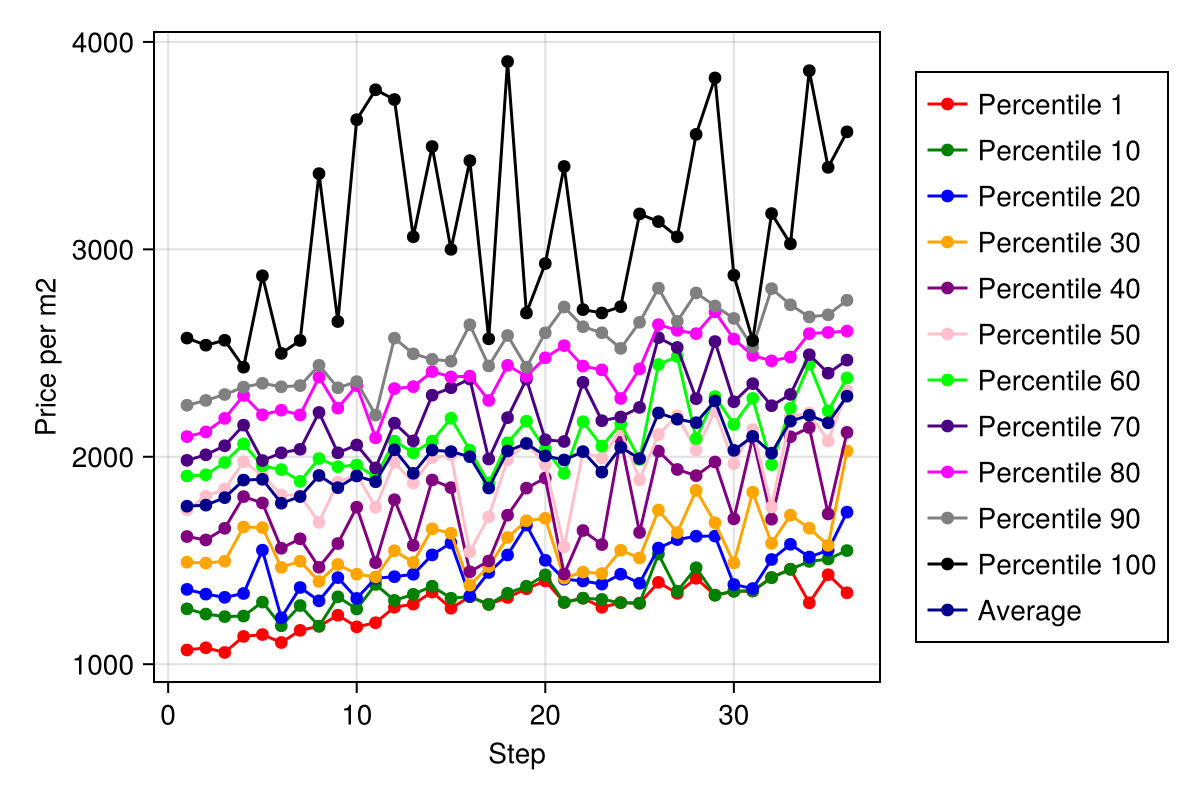 4000
3000
2000
1000
Price per m2
0
10
20
30
Step
Percentile 1
Percentile 10
Percentile 20
Percentile 30
Percentile 40
Percentile 50
Percentile 60
Percentile 70
Percentile 80
Percentile 90
Percentile 100
Average